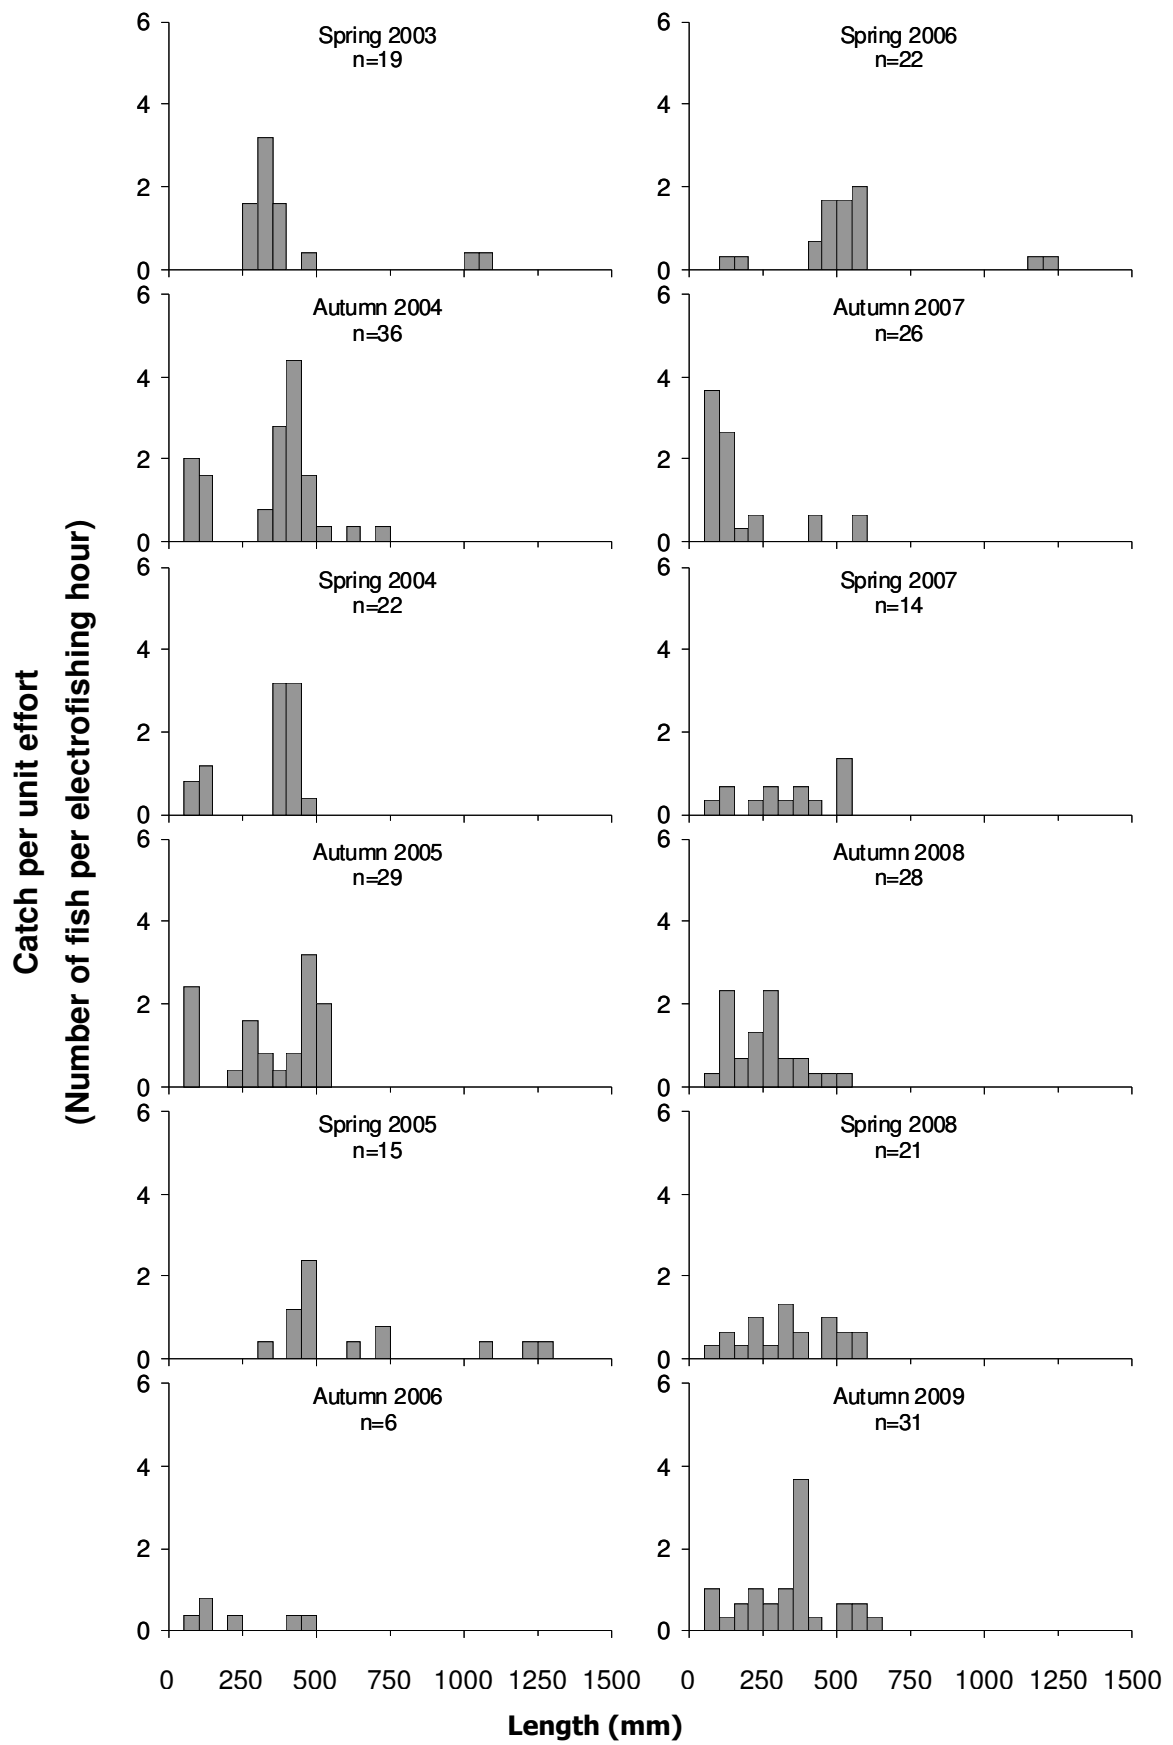 Catch per unit effort
(Number of fish per electrofishing hour)
6
4
2
0
Spring 2003
n=19
6
4
2
0
Autumn 2004
n=36
6
4
2
0
Spring 2004
n=22
6
4
2
0
Autumn 2005
n=29
6
4
2
0
Spring 2005
n=15
6
4
2
0
Autumn 2006
n=6
0 250 500 750 1000 1250 1500
6
4
2
0
Spring 2006
n=22
6
4
2
0
Autumn 2007
n=26
6
4
2
0
Spring 2007
n=14
6
4
2
0
Autumn 2008
n=28
6
4
2
0
Spring 2008
n=21
6
4
2
0
Autumn 2009
n=31
0 250 500 750 1000 1250 1500
Length (mm)